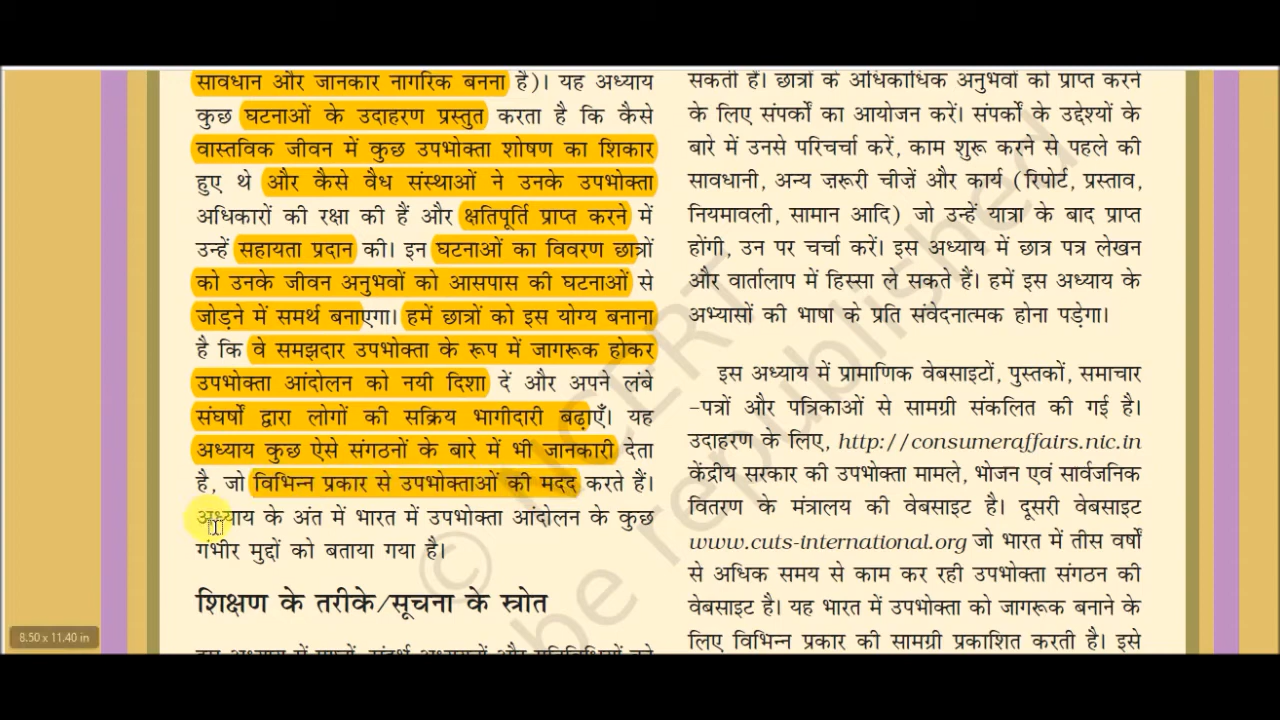 सावधान और जानकार नागरिक बनना है)। यह अध्याय
कुछ घटनाओं के उदाहरण प्रस्तुत करता है कि कैसे
वास्तविक जीवन में कुछ उपभोक्ता शोषण का शिकार
हुए थे और कैसे वैध संस्थाओं ने उनके उपभोक्ता
अधिकारों की रक्षा की हैं और क्षतिपूर्ति प्राप्त करने में
उन्हें सहायता प्रदान की। इन घटनाओं का विवरण छात्रों
को उनके जीवन अनुभवों को आसपास की घटनाओं से
जोड़ने में समर्थ बनाएगा। हमें छात्रों को इस योग्य बनाना
है कि वे समझदार उपभोक्ता के रूप में जागरूक होकर
उपभोक्ता आंदोलन को नयी दिशा दें और अपने लंबे
संघर्षों द्वारा लोगों की सक्रिय भागीदारी बढ़ाएँ। यह
अध्याय कुछ ऐसे संगठनों के बारे में भी जानकारी देता
है, जो विभिन्न प्रकार से उपभोक्ताओं की मदद करते हैं।
अध्याय के अंत में भारत में उपभोक्ता आंदोलन के कुछ
गंभीर मुद्दों को बताया गया है।
शिक्षण के तरीके/सूचना के स्त्रोत
सकती हैं। छात्रों के अधिकाधिक अनुभवों को प्राप्त करने
के लिए संपर्कों का आयोजन करें। संपर्कों के उद्देश्यों के
बारे में उनसे परिचर्चा करें, काम शुरू करने से पहले की
सावधानी, अन्य ज़रूरी चीज़ें और कार्य (रिपोर्ट, प्रस्ताव,
नियमावली, सामान आदि) जो उन्हें यात्रा के बाद प्राप्त
होंगी, उन पर चर्चा करें। इस अध्याय में छात्र पत्र लेखन
और वार्तालाप में हिस्सा ले सकते हैं। हमें इस अध्याय के
अभ्यासों की भाषा के प्रति संवेदनात्मक होना पड़ेगा।
इस अध्याय में प्रामाणिक वेबसाइटों, पुस्तकों, समाचार
-पत्रों और पत्रिकाओं से सामग्री संकलित की गई है।
उदाहरण के लिए, http://consumeraffairs.nic.in
केंद्रीय सरकार की उपभोक्ता मामले, भोजन एवं सार्वजनिक
वितरण के मंत्रालय की वेबसाइट है। दूसरी वेबसाइट
www.cuts-international.org जो भारत में तीस वर्षों
से अधिक समय से काम कर रही उपभोक्ता संगठन की
वेबसाइट है। यह भारत में उपभोक्ता को जागरूक बनाने के
लिए विभिन्न प्रकार की सामग्री प्रकाशित करती है। इसे
© NCERT
be republished
8.50 x 11.40 in